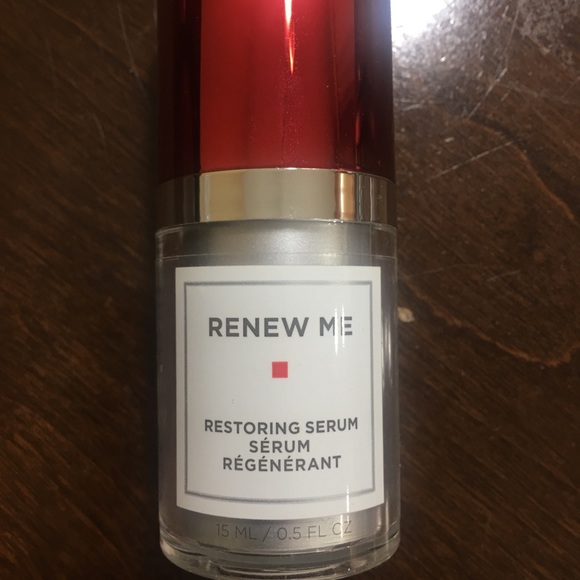 RENEW ME
RESTORING SERUM
SÉRUM
RÉGÉNÉRANT
15 ML / 0.5 FL OZ